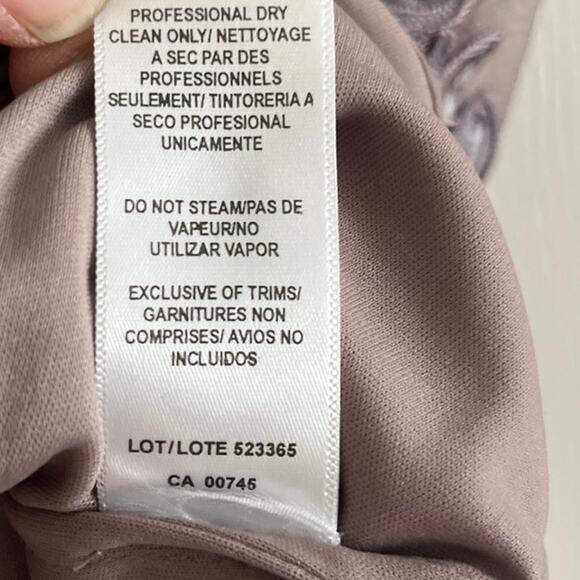 PROFESSIONAL DRY
CLEAN ONLY/ NETTOYAGE
A SEC PAR DES
PROFESSIONNELS
SEULEMENT/ TINTORERIA A
SECO PROFESIONAL
UNICAMENTE
DO NOT STEAM/PAS DE
VAPEUR/NO
UTILIZAR VAPOR
EXCLUSIVE OF TRIMS/
GARNITURES NON
COMPRISES/ AVIOS NO
INCLUIDOS
LOT/LOTE 523365
CA 00745